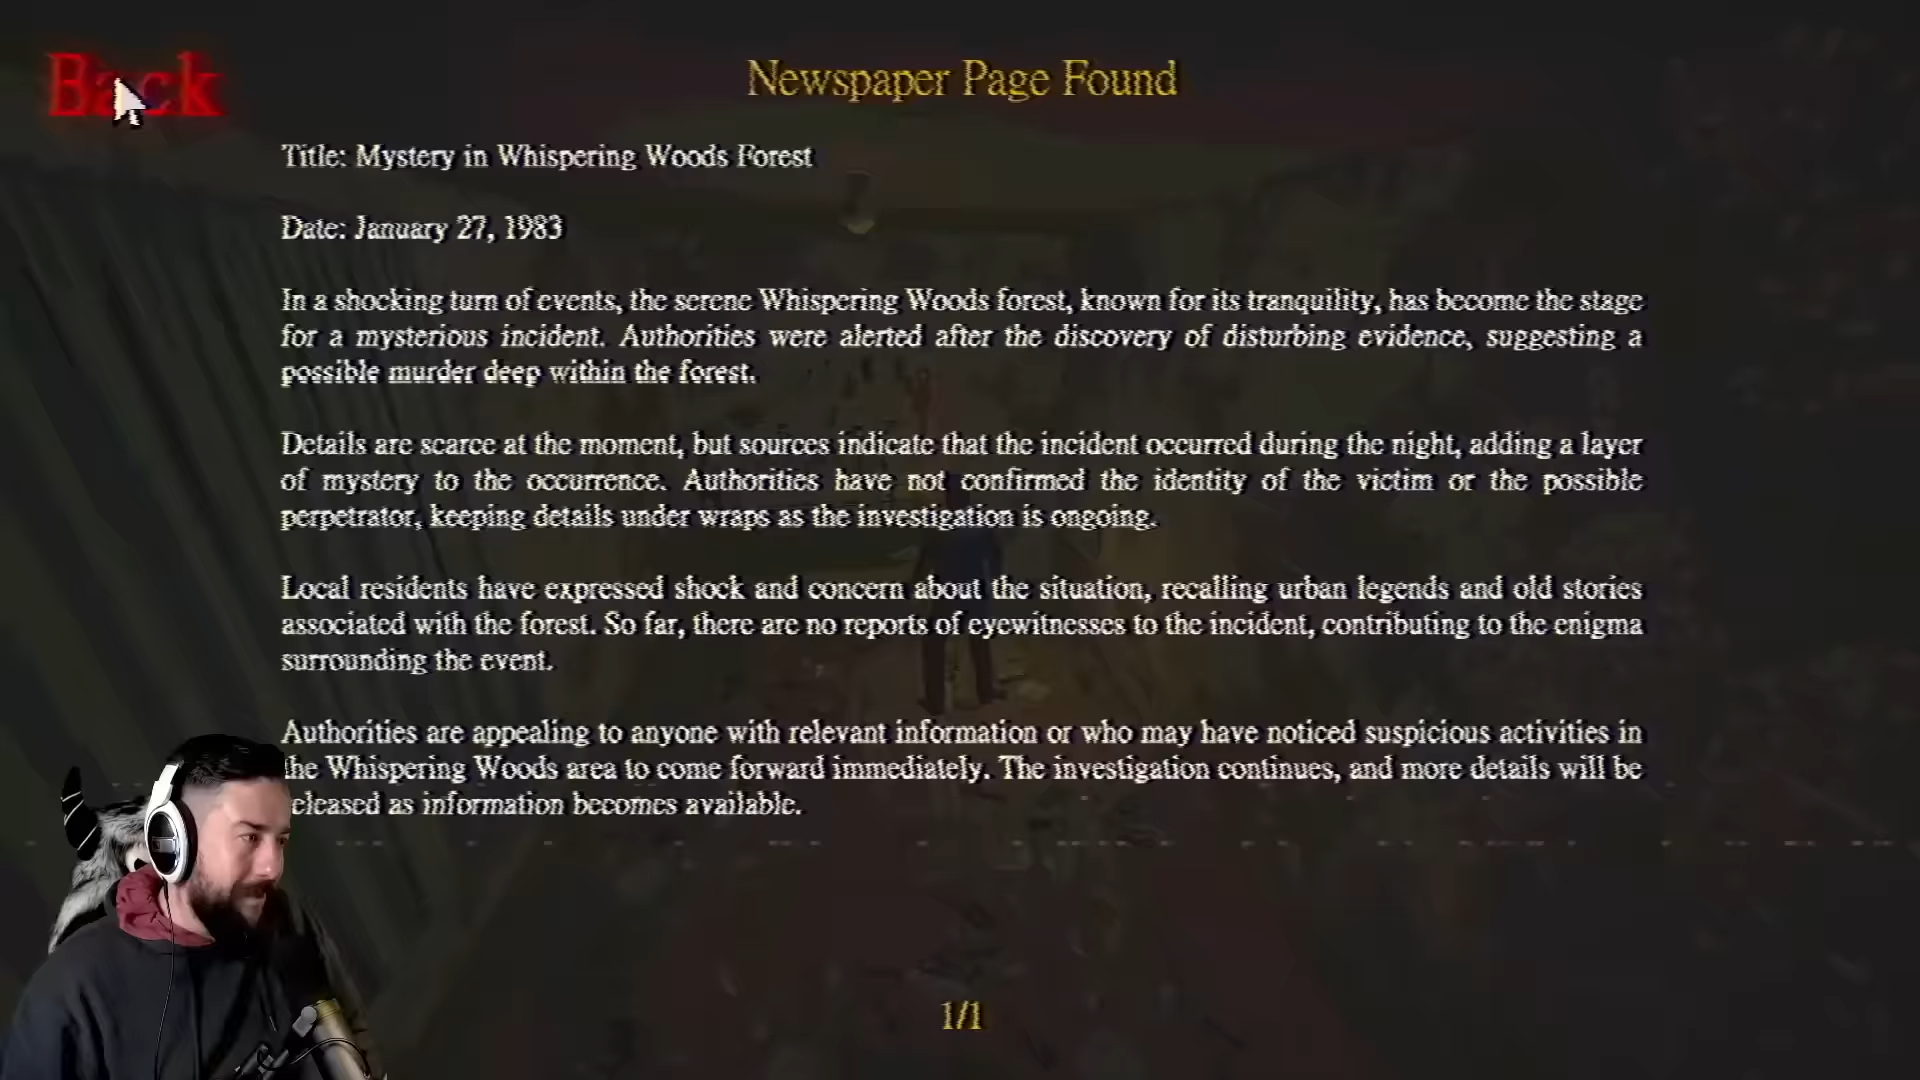 Back
Newspaper Page Found
Title: Mystery in Whispering Woods Forest
Date: January 27, 1983
In a shocking turn of events, the serene Whispering Woods forest, known for its tranquility, has become the stage
for a mysterious incident. Authorities were alerted after the discovery of disturbing evidence, suggesting a
possible murder deep within the forest.
Details are scarce at the moment, but sources indicate that the incident occurred during the night, adding a layer
of mystery to the occurrence. Authorities have not confirmed the identity of the victim or the possible
perpetrator, keeping details under wraps as the investigation is ongoing.
Local residents have expressed shock and concern about the situation, recalling urban legends and old stories
associated with the forest. So far, there are no reports of eyewitnesses to the incident, contributing to the enigma
surrounding the event.
Authorities are appealing to anyone with relevant information or who may have noticed suspicious activities in
the Whispering Woods area to come forward immediately. The investigation continues, and more details will be
eleased as information becomes available.
1/1